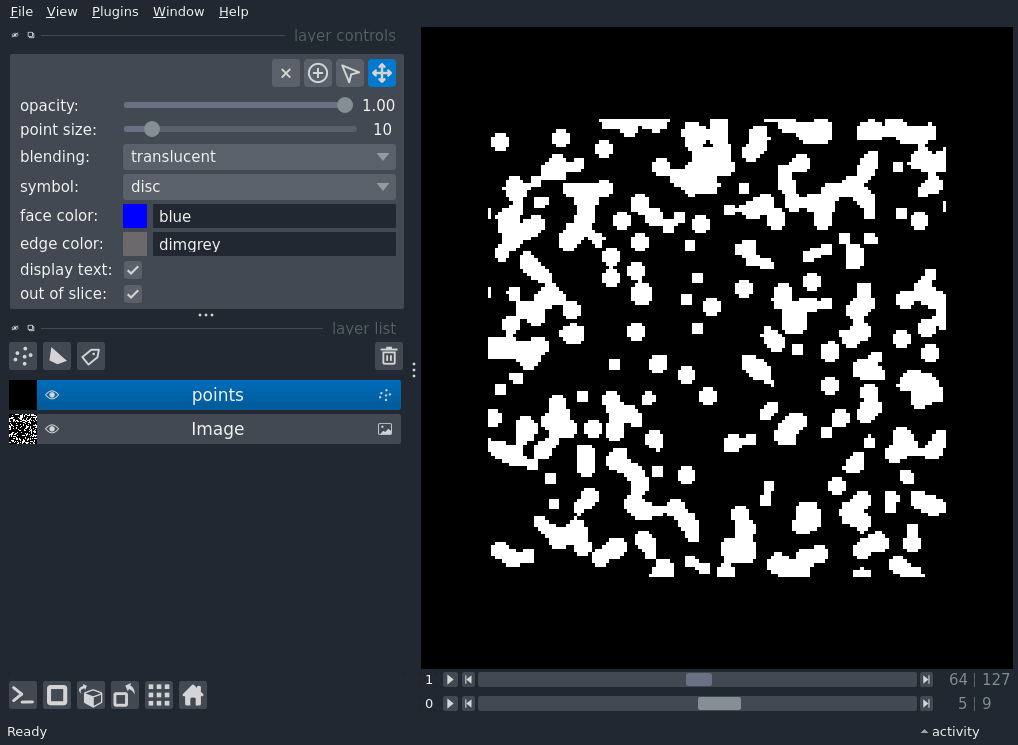 File View Plugins Window Help
layer controls
opacity: 1.00
point size: 10
blending: translucent
symbol: disc
face color: blue
edge color: dimgrey
display text:
out of slice:
layer list
points
Image
1 64 | 127
0 5 | 9
Ready activity